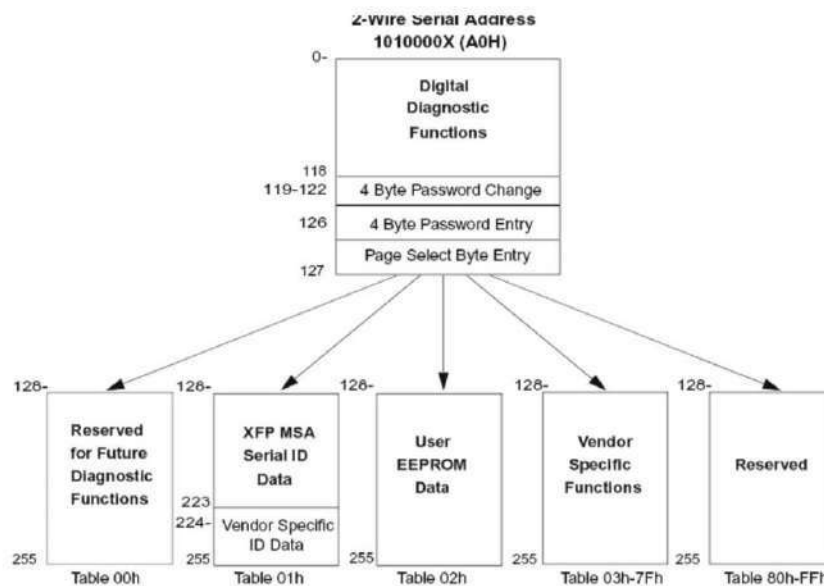 2-Wire Serial Address
1010000X (A0H)
0-
Digital
Diagnostic
Functions
118
119-122
4 Byte Password Change
126
4 Byte Password Entry
Page Select Byte Entry
127
128-
128-
128-
128-
128-
Reserved
for Future
Diagnostic
Functions
XFP MSA
Serial ID
Data
User
EEPROM
Data
Vendor
Specific
Functions
Reserved
223
224-
Vendor Specific
ID Data
255
255
255
255
255
Table 00h
Table 01h
Table 02h
Table 03h-7Fh
Table 80h-FFh